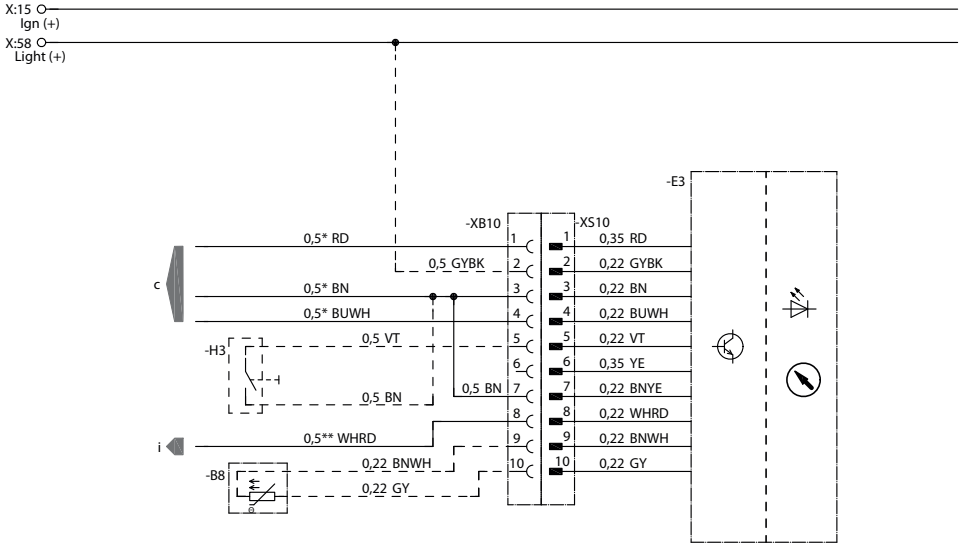 X:15
Ign (+)
X:58
Light (+)
-E3
-XB10
-XS10
0,5* RD
1
1
0,35 RD
0,5 GYBK
2
2
0,22 GYBK
c
0,5* BN
3
3
0,22 BN
0,5* BUWH
4
4
0,22 BUWH
-H3
0,5 VT
5
5
0,22 VT
6
6
0,35 YE
0,5 BN
0,5 BN
7
7
0,22 BNYE
8
8
0,22 WHRD
i
0,5** WHRD
9
9
0,22 BNWH
-B8
0,22 BNWH
10
10
0,22 GY
0,22 GY